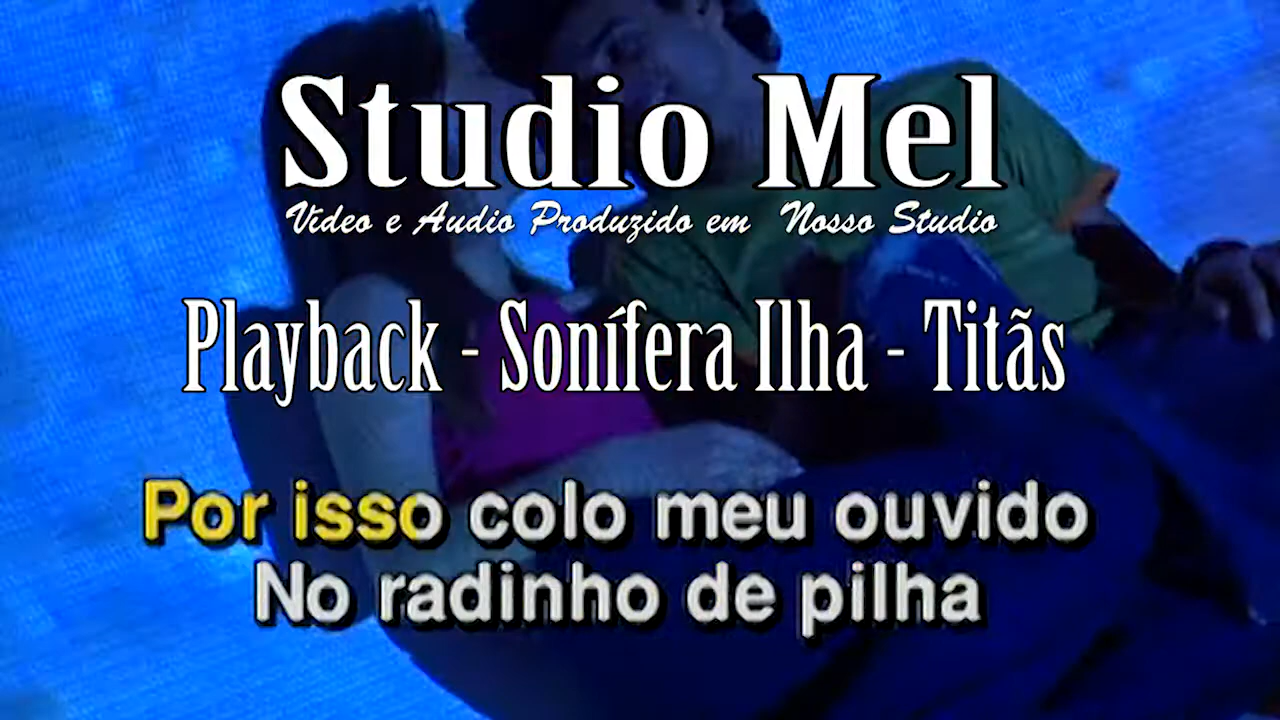 Studio Mel
Video e Audio Produzido em Nosso Studio
Playback - Sonífera Ilha - Titãs
Por isso colo meu ouvido
No radinho de pilha